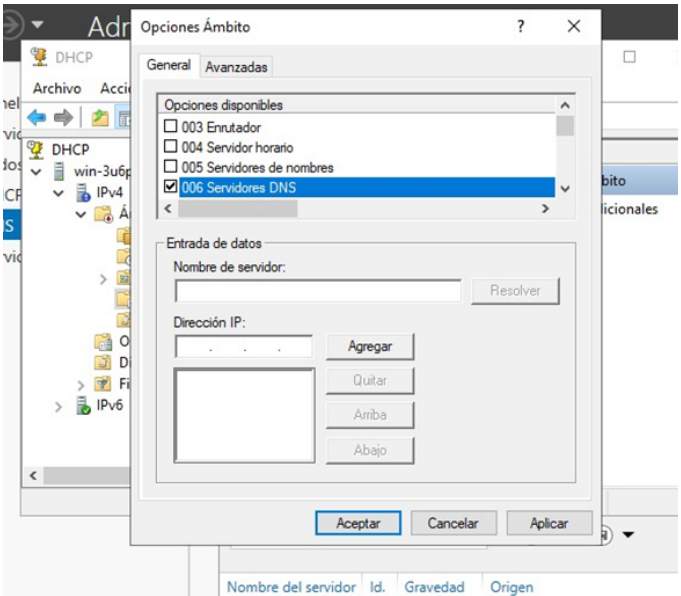 Adr
Opciones Ámbito
DHCP
General Avanzadas
Archivo Acci
Opciones disponibles
003 Enrutador
004 Servidor horario
005 Servidores de nombres
006 Servidores DNS
DHCP
win-3u6p
IPv4
IPv6
bito
licionales
Entrada de datos
Nombre de servidor:
Resolver
Dirección IP:
Agregar
Quitar
Arriba
Abajo
Aceptar Cancelar Aplicar
Nombre del servidor Id. Gravedad Origen